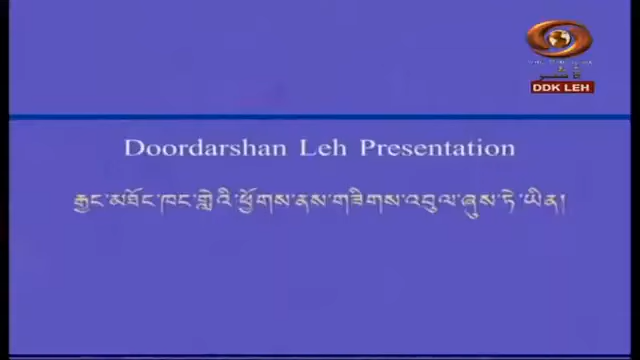 DDK LEH
Doordarshan Leh Presentation
རྒྱང་མཐོང་ཁང་གླེའི་ཕྱོགས་ནས་གཟིགས་འབུལ་ཞུས་ཏེ་ཡིན།